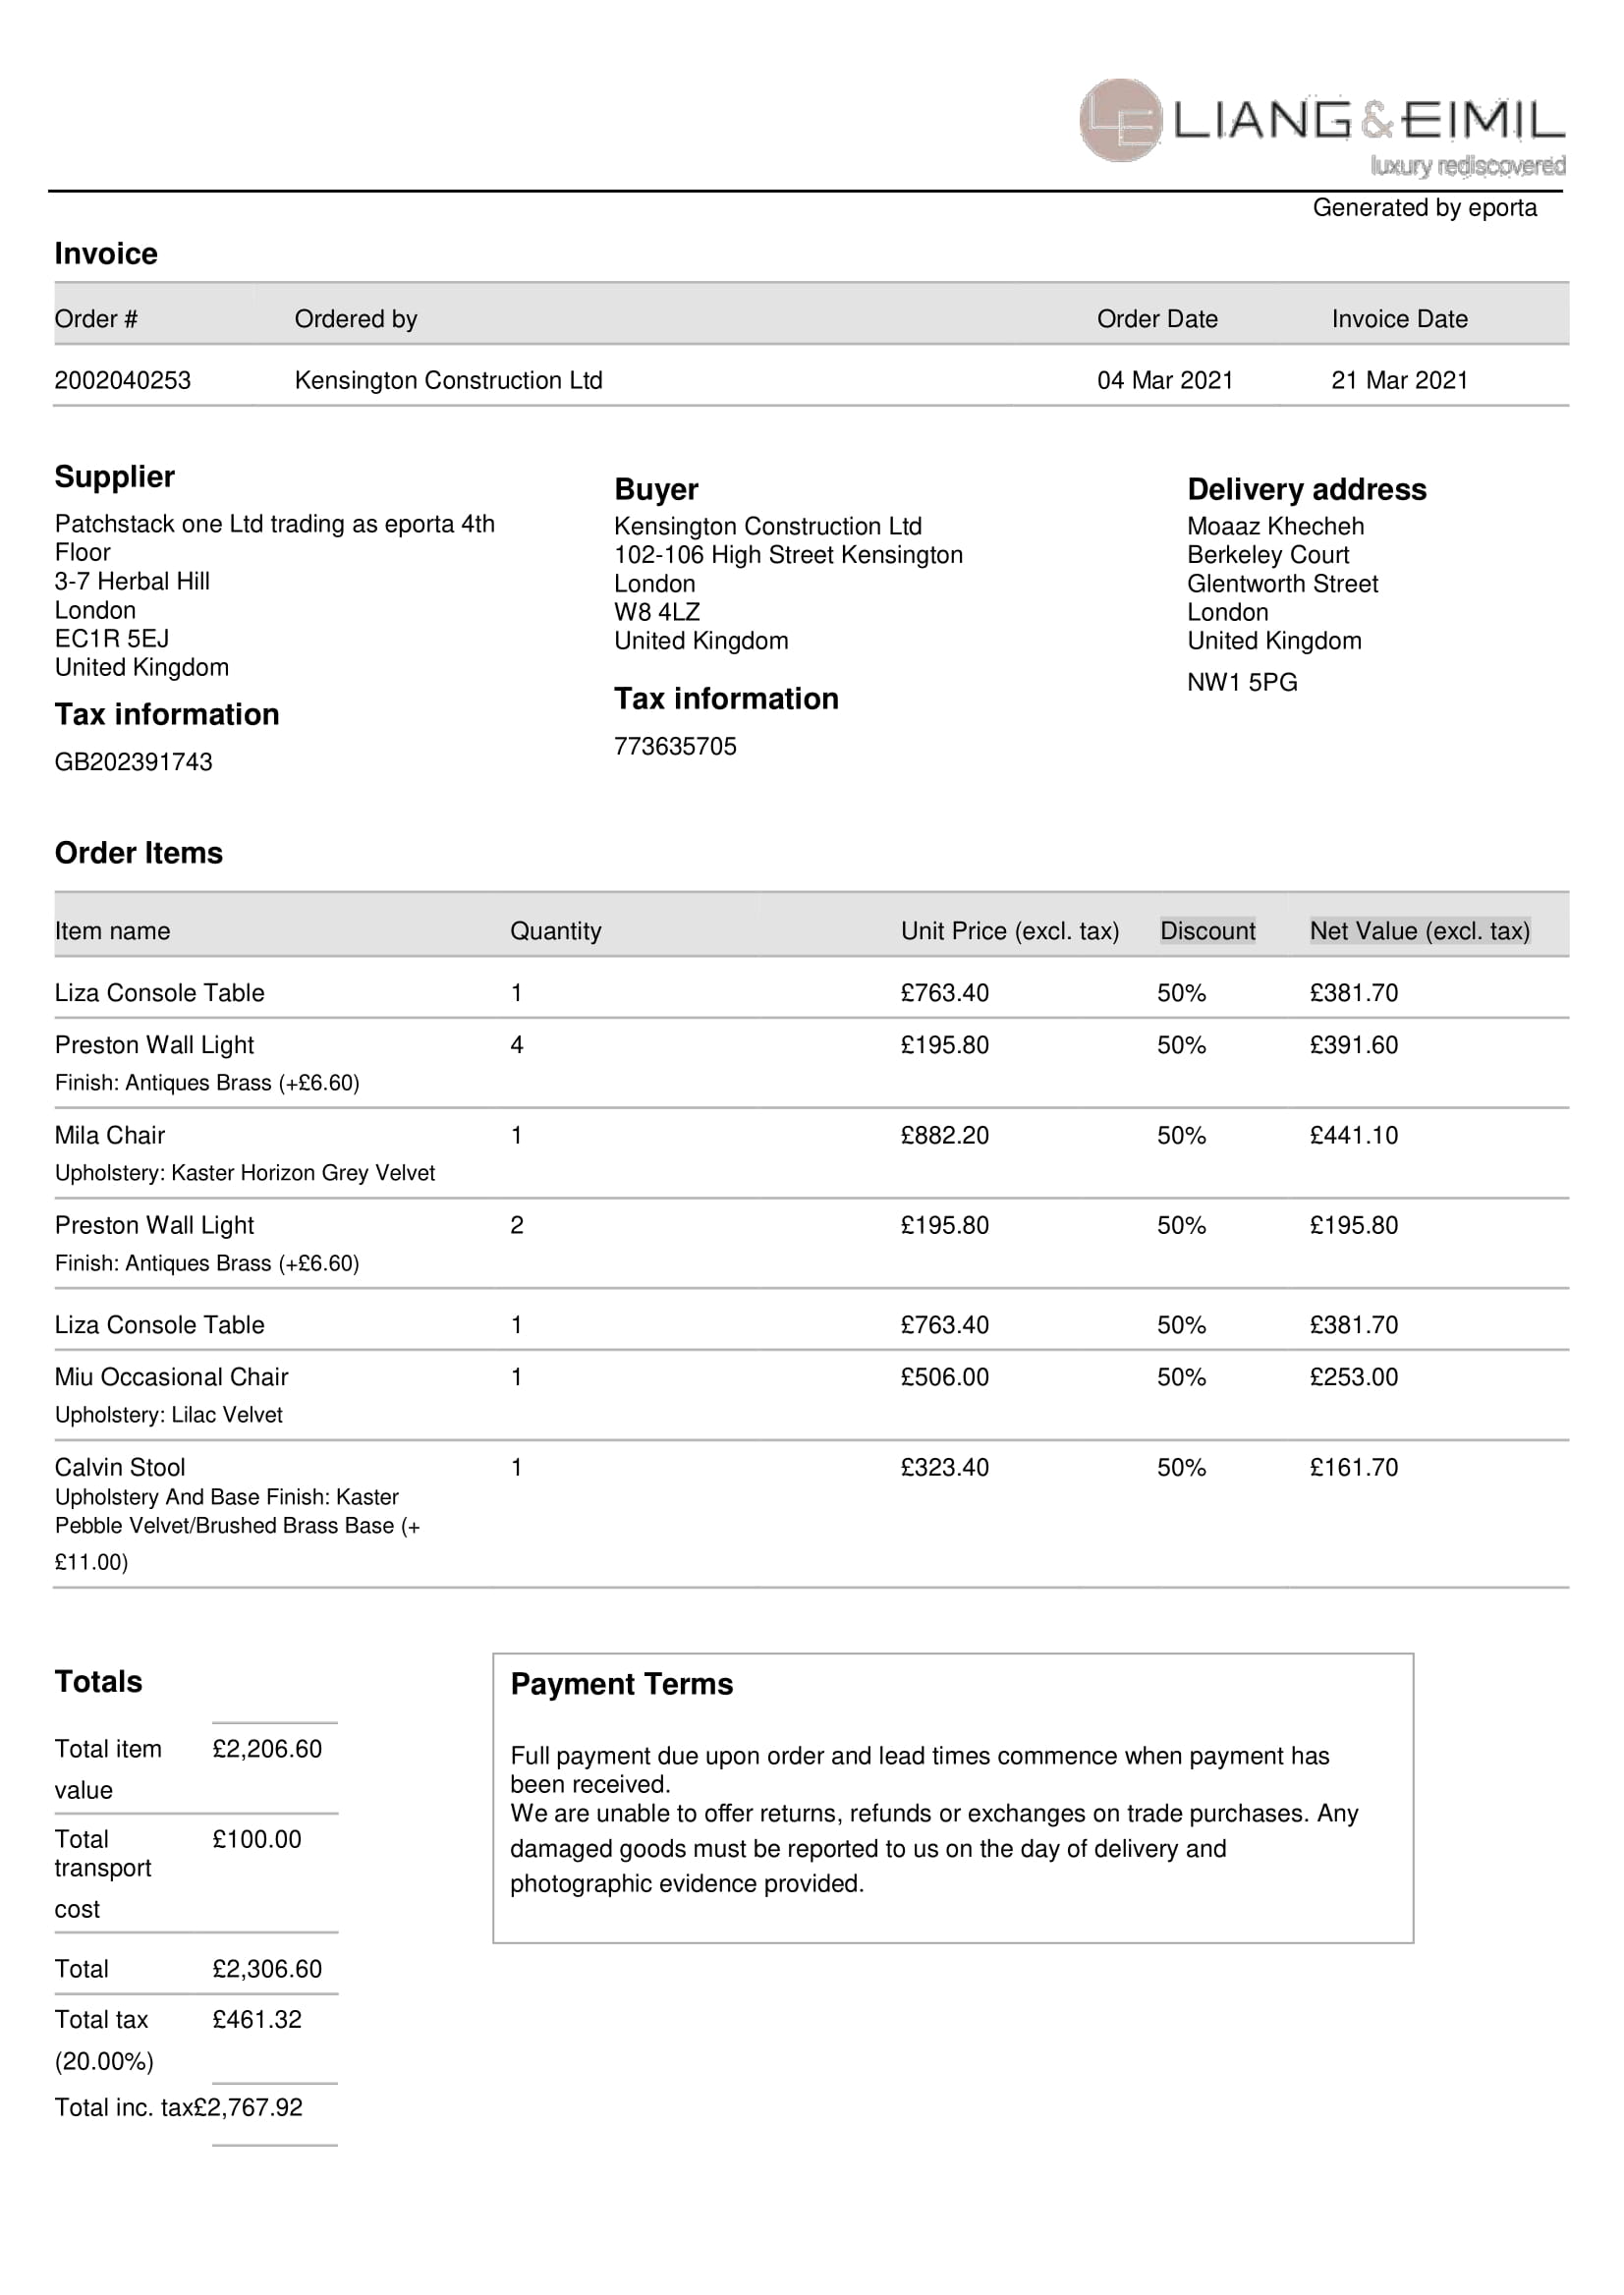 LE LIANG & EIMIL
luxury rediscovered
Generated by eporta
Invoice
Order # Ordered by Order Date Invoice Date
2002040253 Kensington Construction Ltd 04 Mar 2021 21 Mar 2021
Supplier
Patchstack one Ltd trading as eporta 4th
Floor
3-7 Herbal Hill
London
EC1R 5EJ
United Kingdom
Tax information
GB202391743
Buyer
Kensington Construction Ltd
102-106 High Street Kensington
London
W8 4LZ
United Kingdom
Tax information
773635705
Delivery address
Moaaz Khecheh
Berkeley Court
Glentworth Street
London
United Kingdom
NW1 5PG
Order Items
Item name Quantity Unit Price (excl. tax) Discount Net Value (excl. tax)
Liza Console Table 1 £763.40 50% £381.70
Preston Wall Light 4 £195.80 50% £391.60
Finish: Antiques Brass (+£6.60)
Mila Chair 1 £882.20 50% £441.10
Upholstery: Kaster Horizon Grey Velvet
Preston Wall Light 2 £195.80 50% £195.80
Finish: Antiques Brass (+£6.60)
Liza Console Table 1 £763.40 50% £381.70
Miu Occasional Chair 1 £506.00 50% £253.00
Upholstery: Lilac Velvet
Calvin Stool 1 £323.40 50% £161.70
Upholstery And Base Finish: Kaster
Pebble Velvet/Brushed Brass Base (+
£11.00)
Totals
Total item £2,206.60
value
Total £100.00
transport
cost
Total £2,306.60
Total tax £461.32
(20.00%)
Total inc. tax£2,767.92
Payment Terms
Full payment due upon order and lead times commence when payment has
been received.
We are unable to offer returns, refunds or exchanges on trade purchases. Any
damaged goods must be reported to us on the day of delivery and
photographic evidence provided.